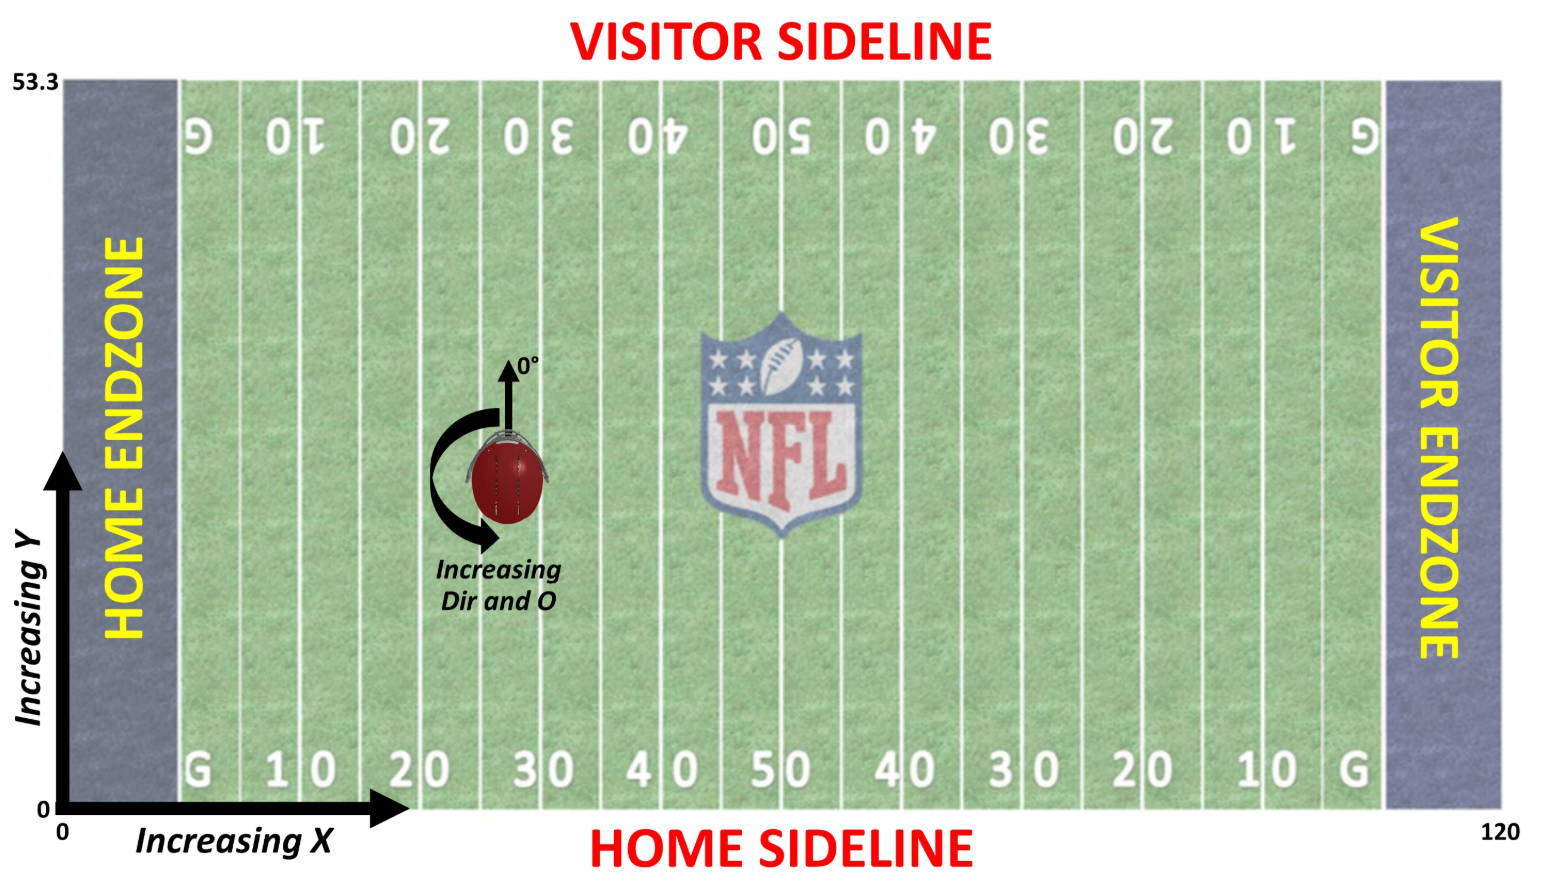 VISITOR SIDELINE
53.3
G 10 20 30 40 50 40 30 20 10 G
HOME ENDZONE
VISITOR ENDZONE
0°
NFL
Increasing
Dir and O
Increasing Y
G 10 20 30 40 50 40 30 20 10 G
0
0
Increasing X
HOME SIDELINE
120